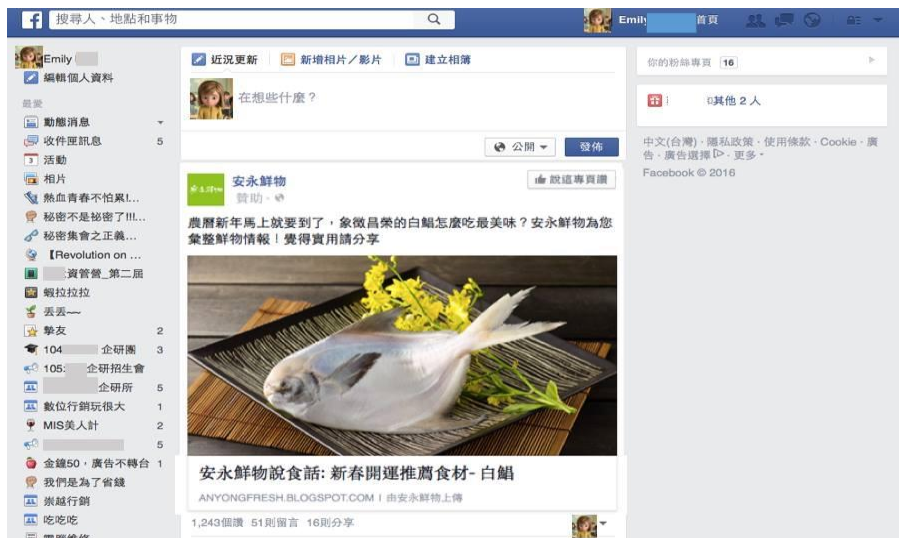 搜尋人、地點和事物
Emily
首頁
Emily
編輯個人資料
最愛
動態消息
收件匣訊息 5
活動
相片
熱血青春不怕累!...
秘密不是祕密了!!!...
秘密集會之正義...
【Revolution on ...
:資管營_第二屆
蝦拉拉拉
丟丟~~
摯友 2
104 企研團 3
105: 企研招生會
企研所 5
數位行銷玩很大 1
MIS美人計 2
5
金鐘50，廣告不轉台 1
我們是為了省錢
崇越行銷
吃吃吃
近況更新
新增相片／影片
建立相簿
在想些什麼？
公開
發佈
安永鮮物
贊助
說這專頁讚
農曆新年馬上就要到了，象徵昌榮的白鯧怎麼吃最美味？安永鮮物為您
彙整鮮物情報！覺得實用請分享
安永鮮物說食話: 新春開運推薦食材- 白鯧
ANYONGFRESH.BLOGSPOT.COM | 由安永鮮物上傳
1,243個讚 51則留言 16則分享
你的粉絲專頁 16
其他 2 人
中文(台灣) · 隱私政策 · 使用條款 · Cookie · 廣
告 · 廣告選擇 · 更多
Facebook © 2016